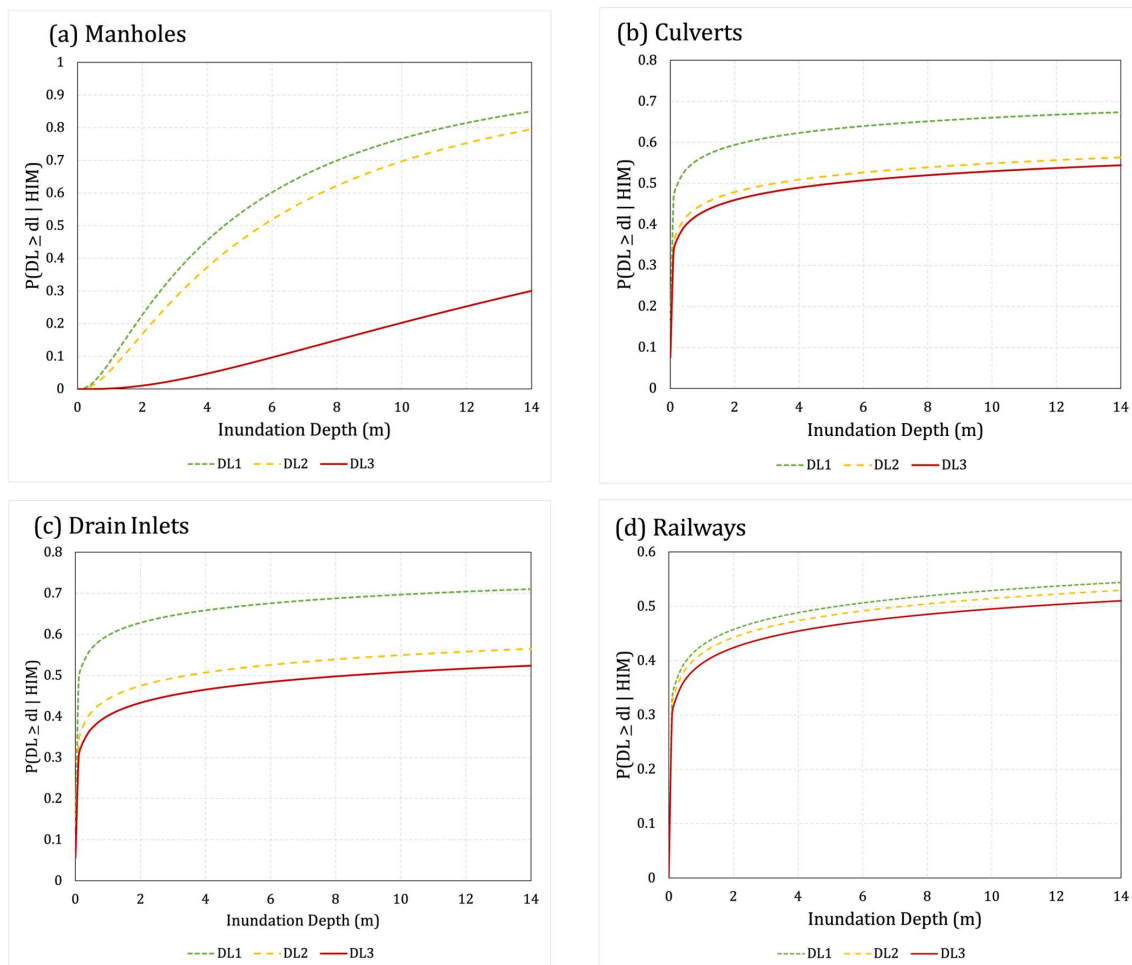 (a) Manholes
P(DL ≥ dl | HIM)
1
0.9
0.8
0.7
0.6
0.5
0.4
0.3
0.2
0.1
0
0 2 4 6 8 10 12 14
Inundation Depth (m)
DL1 DL2 DL3
(b) Culverts
P(DL ≥ dl | HIM)
0.8
0.7
0.6
0.5
0.4
0.3
0.2
0.1
0
0 2 4 6 8 10 12 14
Inundation Depth (m)
DL1 DL2 DL3
(c) Drain Inlets
P(DL ≥ dl | HIM)
0.8
0.7
0.6
0.5
0.4
0.3
0.2
0.1
0
0 2 4 6 8 10 12 14
Inundation Depth (m)
DL1 DL2 DL3
(d) Railways
P(DL ≥ dl | HIM)
0.6
0.5
0.4
0.3
0.2
0.1
0
0 2 4 6 8 10 12 14
Inundation Depth (m)
DL1 DL2 DL3